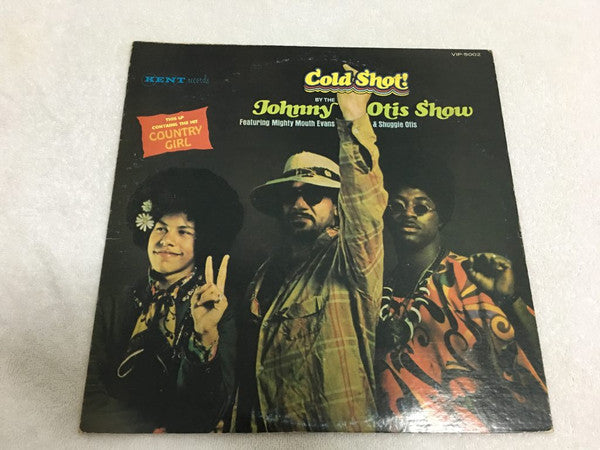 VIP-5002
KENT records
Cold Shot!
BY THE
Johnny Otis Show
Featuring Mighty Mouth Evans & Shuggie Otis
THIS LP
CONTAINS THE HIT
COUNTRY
GIRL